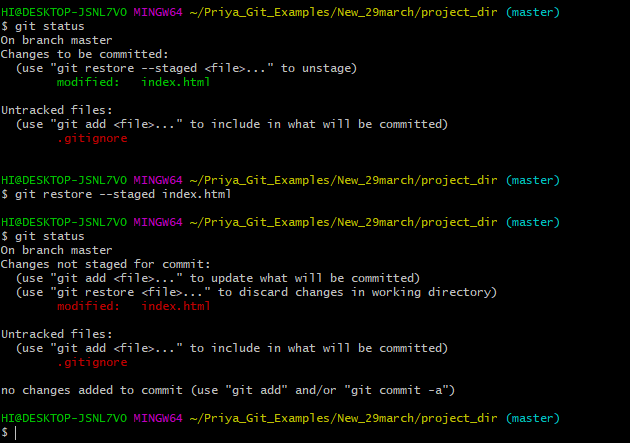 HI@DESKTOP-JSNL7VO MINGW64 ~/Priya_Git_Examples/New_29march/project_dir (master)
$ git status
On branch master
Changes to be committed:
  (use "git restore --staged <file>..." to unstage)
        modified:   index.html

Untracked files:
  (use "git add <file>..." to include in what will be committed)
        .gitignore

HI@DESKTOP-JSNL7VO MINGW64 ~/Priya_Git_Examples/New_29march/project_dir (master)
$ git restore --staged index.html

HI@DESKTOP-JSNL7VO MINGW64 ~/Priya_Git_Examples/New_29march/project_dir (master)
$ git status
On branch master
Changes not staged for commit:
  (use "git add <file>..." to update what will be committed)
  (use "git restore <file>..." to discard changes in working directory)
        modified:   index.html

Untracked files:
  (use "git add <file>..." to include in what will be committed)
        .gitignore

no changes added to commit (use "git add" and/or "git commit -a")

HI@DESKTOP-JSNL7VO MINGW64 ~/Priya_Git_Examples/New_29march/project_dir (master)
$